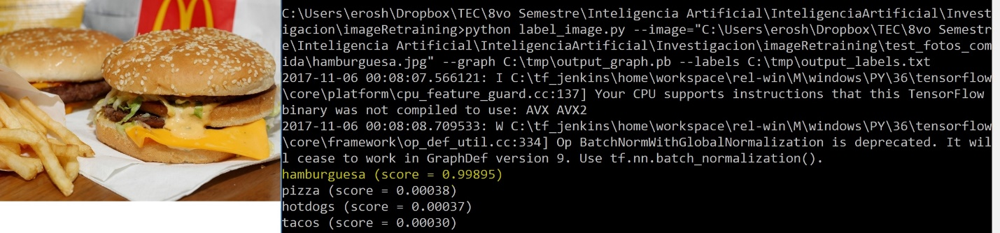 C:\Users\erosh\Dropbox\TEC\8vo Semestre\Inteligencia Artificial\InteligenciaArtificial\Invest
igacion\imageRetraining>python label_image.py --image="C:\Users\erosh\Dropbox\TEC\8vo Semestr
e\Inteligencia Artificial\InteligenciaArtificial\Investigacion\imageRetraining\test_fotos_com
ida\hamburguesa.jpg" --graph C:\tmp\output_graph.pb --labels C:\tmp\output_labels.txt
2017-11-06 00:08:07.566121: I C:\tf_jenkins\home\workspace\rel-win\M\windows\PY\36\tensorflow
\core\platform\cpu_feature_guard.cc:137] Your CPU supports instructions that this TensorFlow
binary was not compiled to use: AVX AVX2
2017-11-06 00:08:08.709533: W C:\tf_jenkins\home\workspace\rel-win\M\windows\PY\36\tensorflow
\core\framework\op_def_util.cc:334] Op BatchNormWithGlobalNormalization is deprecated. It wil
l cease to work in GraphDef version 9. Use tf.nn.batch_normalization().
hamburguesa (score = 0.99895)
pizza (score = 0.00038)
hotdogs (score = 0.00037)
tacos (score = 0.00030)